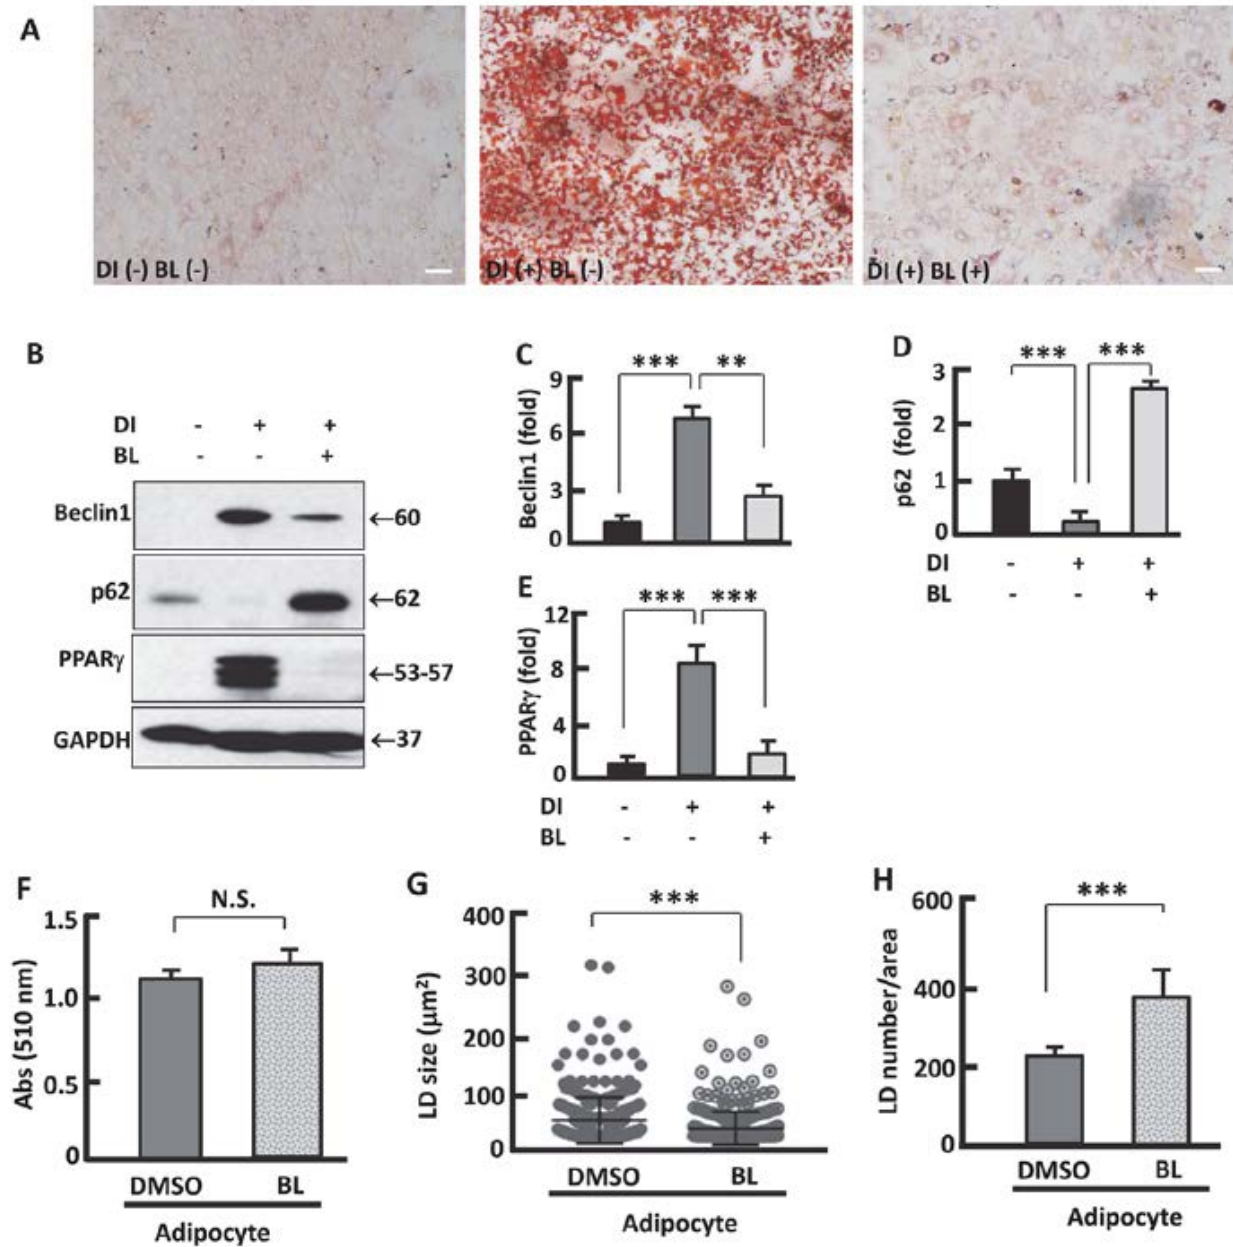 A
DI (-) BL (-)
DI (+) BL (-)
DI (+) BL (+)
B
DI - + +
BL - - +
Beclin1 ←60
p62 ←62
PPARγ ←53-57
GAPDH ←37
C
*** **
Beclin1 (fold)
9
6
3
0
D
*** ***
p62 (fold)
3
2
1
0
DI - + +
BL - - +
E
*** ***
PPARγ (fold)
12
8
4
0
DI - + +
BL - - +
F
N.S.
Abs (510 nm)
1.5
1.0
0.5
0
DMSO BL
Adipocyte
G
***
LD size (μm²)
400
300
200
100
0
DMSO BL
Adipocyte
H
***
LD number/area
600
400
200
0
DMSO BL
Adipocyte